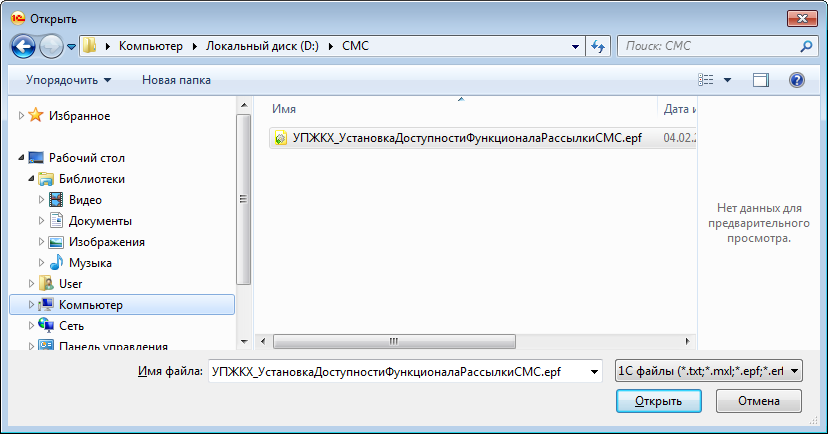 Открыть
Компьютер Локальный диск (D:) СМС
Поиск: СМС
Упорядочить Новая папка
Избранное
Рабочий стол
Библиотеки
Видео
Документы
Изображения
Музыка
User
Компьютер
Сеть
Панель управления
Имя Дата и
УПЖКХ_УстановкаДоступностиФункционалаРассылкиСМС.epf 04.02.2
Нет данных для
предварительного
просмотра.
Имя файла: УПЖКХ_УстановкаДоступностиФункционалаРассылкиСМС.epf 1С файлы (*.txt;*.mxl;*.epf;*.erl
Открыть Отмена